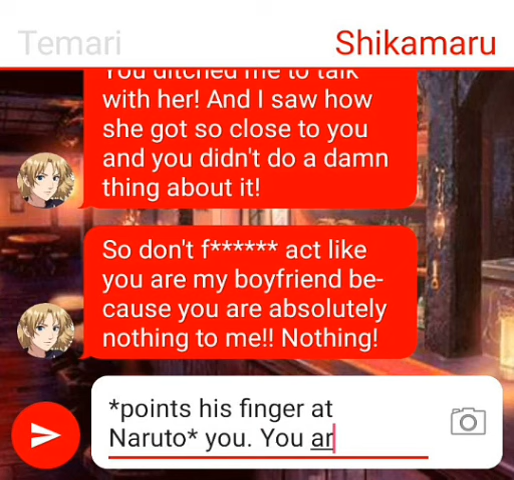 Temari
Shikamaru
You ditched me to talk
with her! And I saw how
she got so close to you
and you didn't do a damn
thing about it!
So don't f****** act like
you are my boyfriend be-
cause you are absolutely
nothing to me!! Nothing!
*points his finger at
Naruto* you. You ar